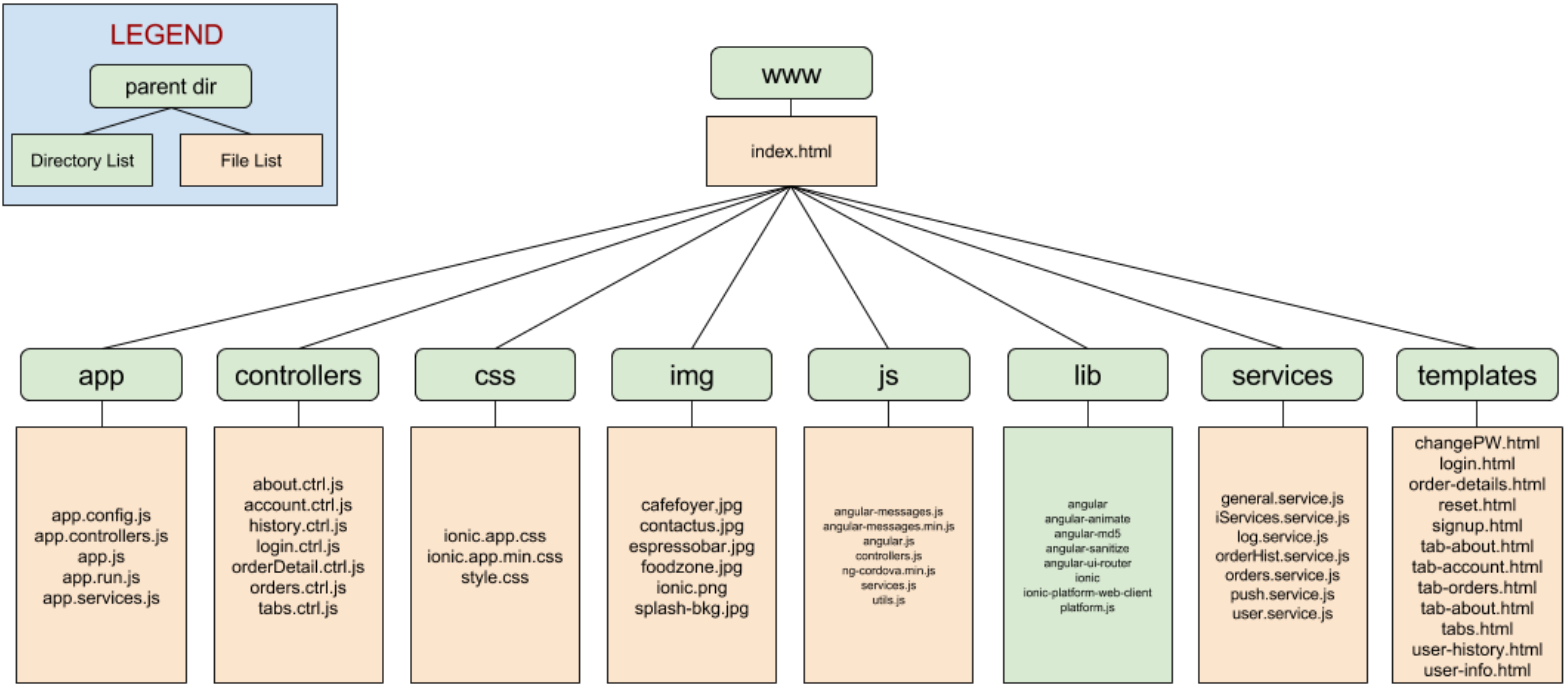 LEGEND
parent dir
Directory List
File List
www
index.html
app
controllers
css
img
js
lib
services
templates
app.config.js
app.controllers.js
app.js
app.run.js
app.services.js
about.ctrl.js
account.ctrl.js
history.ctrl.js
login.ctrl.js
orderDetail.ctrl.js
orders.ctrl.js
tabs.ctrl.js
ionic.app.css
ionic.app.min.css
style.css
cafefoyer,jpg
contactus.jpg
espressobar.jpg
foodzone.jpg
ionic.png
splash-bkg.jpg
angular-messages.js
angular-messages.min.js
angular.js
controllers.js
ng-cordova.min.js
services.js
utils.js
angular
angular-animate
angular-md5
angular-sanitize
angular-ui-router
ionic
ionic-platform-web-client
platform.js
general.service.js
iServices.service.js
log.service.js
orderHist.service.js
orders.service.js
push.service.js
user.service.js
changePW.html
login.html
order-details.html
reset.html
signup.html
tab-about.html
tab-account.html
tab-orders.html
tab-about.html
tabs.html
user-history.html
user-info.html